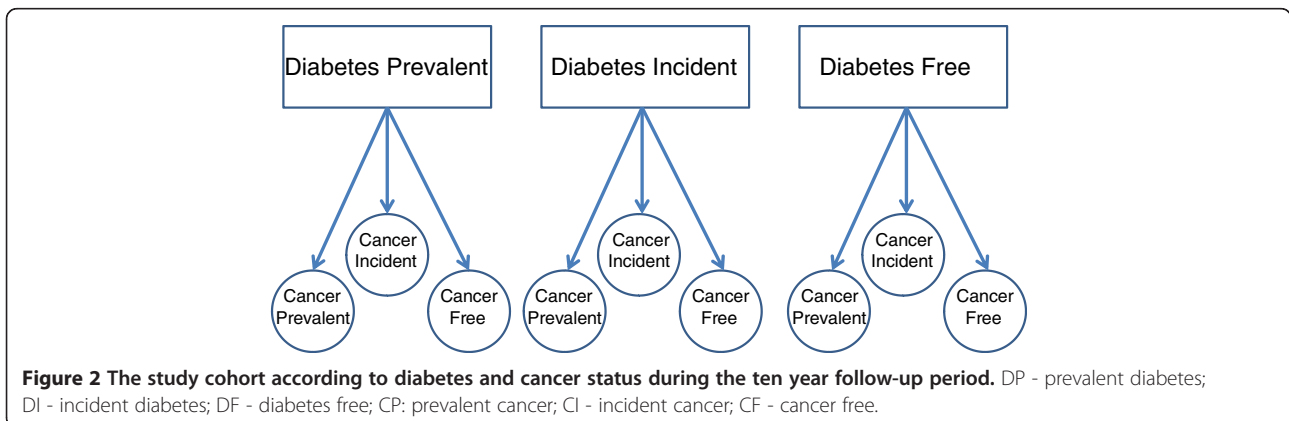 Diabetes Prevalent
Diabetes Incident
Diabetes Free
Cancer
Incident
Cancer
Prevalent
Cancer
Free
Cancer
Incident
Cancer
Prevalent
Cancer
Free
Cancer
Incident
Cancer
Prevalent
Cancer
Free
Figure 2 The study cohort according to diabetes and cancer status during the ten year follow-up period. DP - prevalent diabetes;
DI - incident diabetes; DF - diabetes free; CP: prevalent cancer; CI - incident cancer; CF - cancer free.